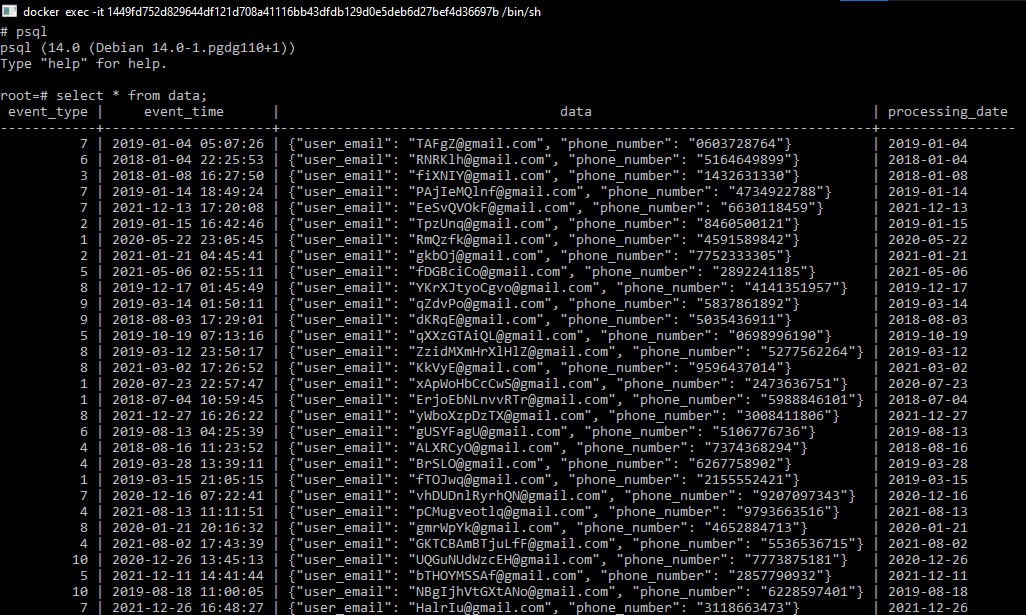 docker exec -it 1449fd752d829644df121d708a41116bb43dfdb129d0e5deb6d27bef4d36697b /bin/sh
# psql
psql (14.0 (Debian 14.0-1.pgdg110+1))
Type "help" for help.
root=# select * from data;
event_type | event_time | data | processing_date
-----------+---------------------+--------------------------------------------------------------------------+-----------------
7 | 2019-01-04 05:07:26 | {"user_email": "TAFgZ@gmail.com", "phone_number": "0603728764"} | 2019-01-04
6 | 2018-01-04 22:25:53 | {"user_email": "RNRKlh@gmail.com", "phone_number": "5164649899"} | 2018-01-04
3 | 2018-01-08 16:27:50 | {"user_email": "fiXNIY@gmail.com", "phone_number": "1432631330"} | 2018-01-08
7 | 2019-01-14 18:49:24 | {"user_email": "PAjIeMQlnf@gmail.com", "phone_number": "4734922788"} | 2019-01-14
7 | 2021-12-13 17:20:08 | {"user_email": "EeSvQVOkF@gmail.com", "phone_number": "6630118459"} | 2021-12-13
2 | 2019-01-15 16:42:46 | {"user_email": "TpzUnq@gmail.com", "phone_number": "8460500121"} | 2019-01-15
1 | 2020-05-22 23:05:45 | {"user_email": "RmQzfk@gmail.com", "phone_number": "4591589842"} | 2020-05-22
2 | 2021-01-21 04:45:41 | {"user_email": "gkbOj@gmail.com", "phone_number": "7752333305"} | 2021-01-21
5 | 2021-05-06 02:55:11 | {"user_email": "fDGBciCo@gmail.com", "phone_number": "2892241185"} | 2021-05-06
8 | 2019-12-17 01:45:49 | {"user_email": "YKrXJtyoCgvo@gmail.com", "phone_number": "4141351957"} | 2019-12-17
9 | 2019-03-14 01:50:11 | {"user_email": "qZdvPo@gmail.com", "phone_number": "5837861892"} | 2019-03-14
9 | 2018-08-03 17:29:01 | {"user_email": "dKRqE@gmail.com", "phone_number": "5035436911"} | 2018-08-03
5 | 2019-10-19 07:13:16 | {"user_email": "qXXzGTAiQL@gmail.com", "phone_number": "0698996190"} | 2019-10-19
8 | 2019-03-12 23:50:17 | {"user_email": "ZzidMXmHrXlHlZ@gmail.com", "phone_number": "5277562264"} | 2019-03-12
8 | 2021-03-02 17:26:52 | {"user_email": "KkVyE@gmail.com", "phone_number": "9596437014"} | 2021-03-02
1 | 2020-07-23 22:57:47 | {"user_email": "xApWoHbCcCwS@gmail.com", "phone_number": "2473636751"} | 2020-07-23
1 | 2018-07-04 10:59:45 | {"user_email": "ErjoEbNLnvvRTr@gmail.com", "phone_number": "5988846101"} | 2018-07-04
8 | 2021-12-27 16:26:22 | {"user_email": "yWboXzpDzTX@gmail.com", "phone_number": "3008411806"} | 2021-12-27
6 | 2019-08-13 04:25:39 | {"user_email": "gUSYFagU@gmail.com", "phone_number": "5106776736"} | 2019-08-13
4 | 2018-08-16 11:23:52 | {"user_email": "ALXRCyO@gmail.com", "phone_number": "7374368294"} | 2018-08-16
4 | 2019-03-28 13:39:11 | {"user_email": "BrSLO@gmail.com", "phone_number": "6267758902"} | 2019-03-28
1 | 2019-03-15 21:05:15 | {"user_email": "fTOJwq@gmail.com", "phone_number": "2155552421"} | 2019-03-15
7 | 2020-12-16 07:22:41 | {"user_email": "vhDUDnlRyrhQN@gmail.com", "phone_number": "9207097343"} | 2020-12-16
4 | 2021-08-13 11:11:51 | {"user_email": "pCMugveotlq@gmail.com", "phone_number": "9793663516"} | 2021-08-13
8 | 2020-01-21 20:16:32 | {"user_email": "gmrWpYk@gmail.com", "phone_number": "4652884713"} | 2020-01-21
4 | 2021-08-02 17:43:39 | {"user_email": "GKTCBAmBTjuLfF@gmail.com", "phone_number": "5536536715"} | 2021-08-02
10 | 2020-12-26 13:45:13 | {"user_email": "UQGuNUdWzcEH@gmail.com", "phone_number": "7773875181"} | 2020-12-26
5 | 2021-12-11 14:41:44 | {"user_email": "bTHOYMSSAf@gmail.com", "phone_number": "2857790932"} | 2021-12-11
10 | 2019-08-18 11:00:05 | {"user_email": "NBgIjhVtGXtANo@gmail.com", "phone_number": "6228597401"} | 2019-08-18
7 | 2021-12-26 16:48:27 | {"user_email": "HalrIu@gmail.com", "phone_number": "3118663473"} | 2021-12-26